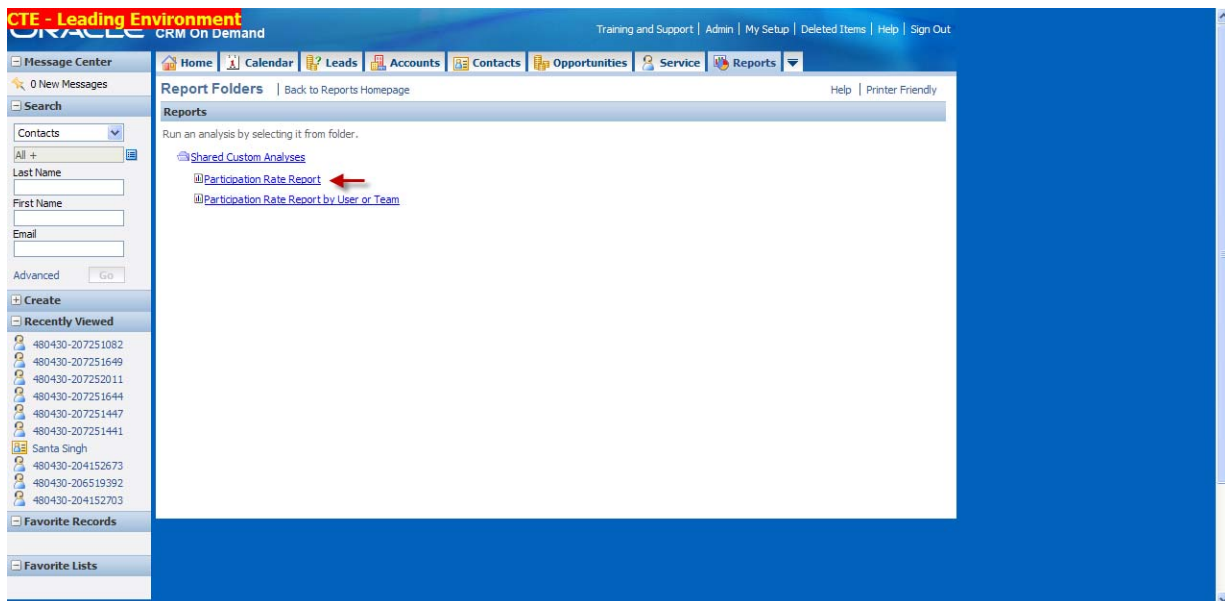 CTE - Leading Environment
ORACLE
CRM On Demand
Training and Support | Admin | My Setup | Deleted Items | Help | Sign Out
Message Center
0 New Messages
Search
Contacts
All +
Last Name
First Name
Email
Advanced Go
Create
Recently Viewed
480430-207251082
480430-207251649
480430-207252011
480430-207251644
480430-207251447
480430-207251441
Santa Singh
480430-204152673
480430-206519392
480430-204152703
Favorite Records
Favorite Lists
Home Calendar Leads Accounts Contacts Opportunities Service Reports
Report Folders | Back to Reports Homepage Help | Printer Friendly
Reports
Run an analysis by selecting it from folder.
Shared Custom Analyses
Participation Rate Report
Participation Rate Report by User or Team